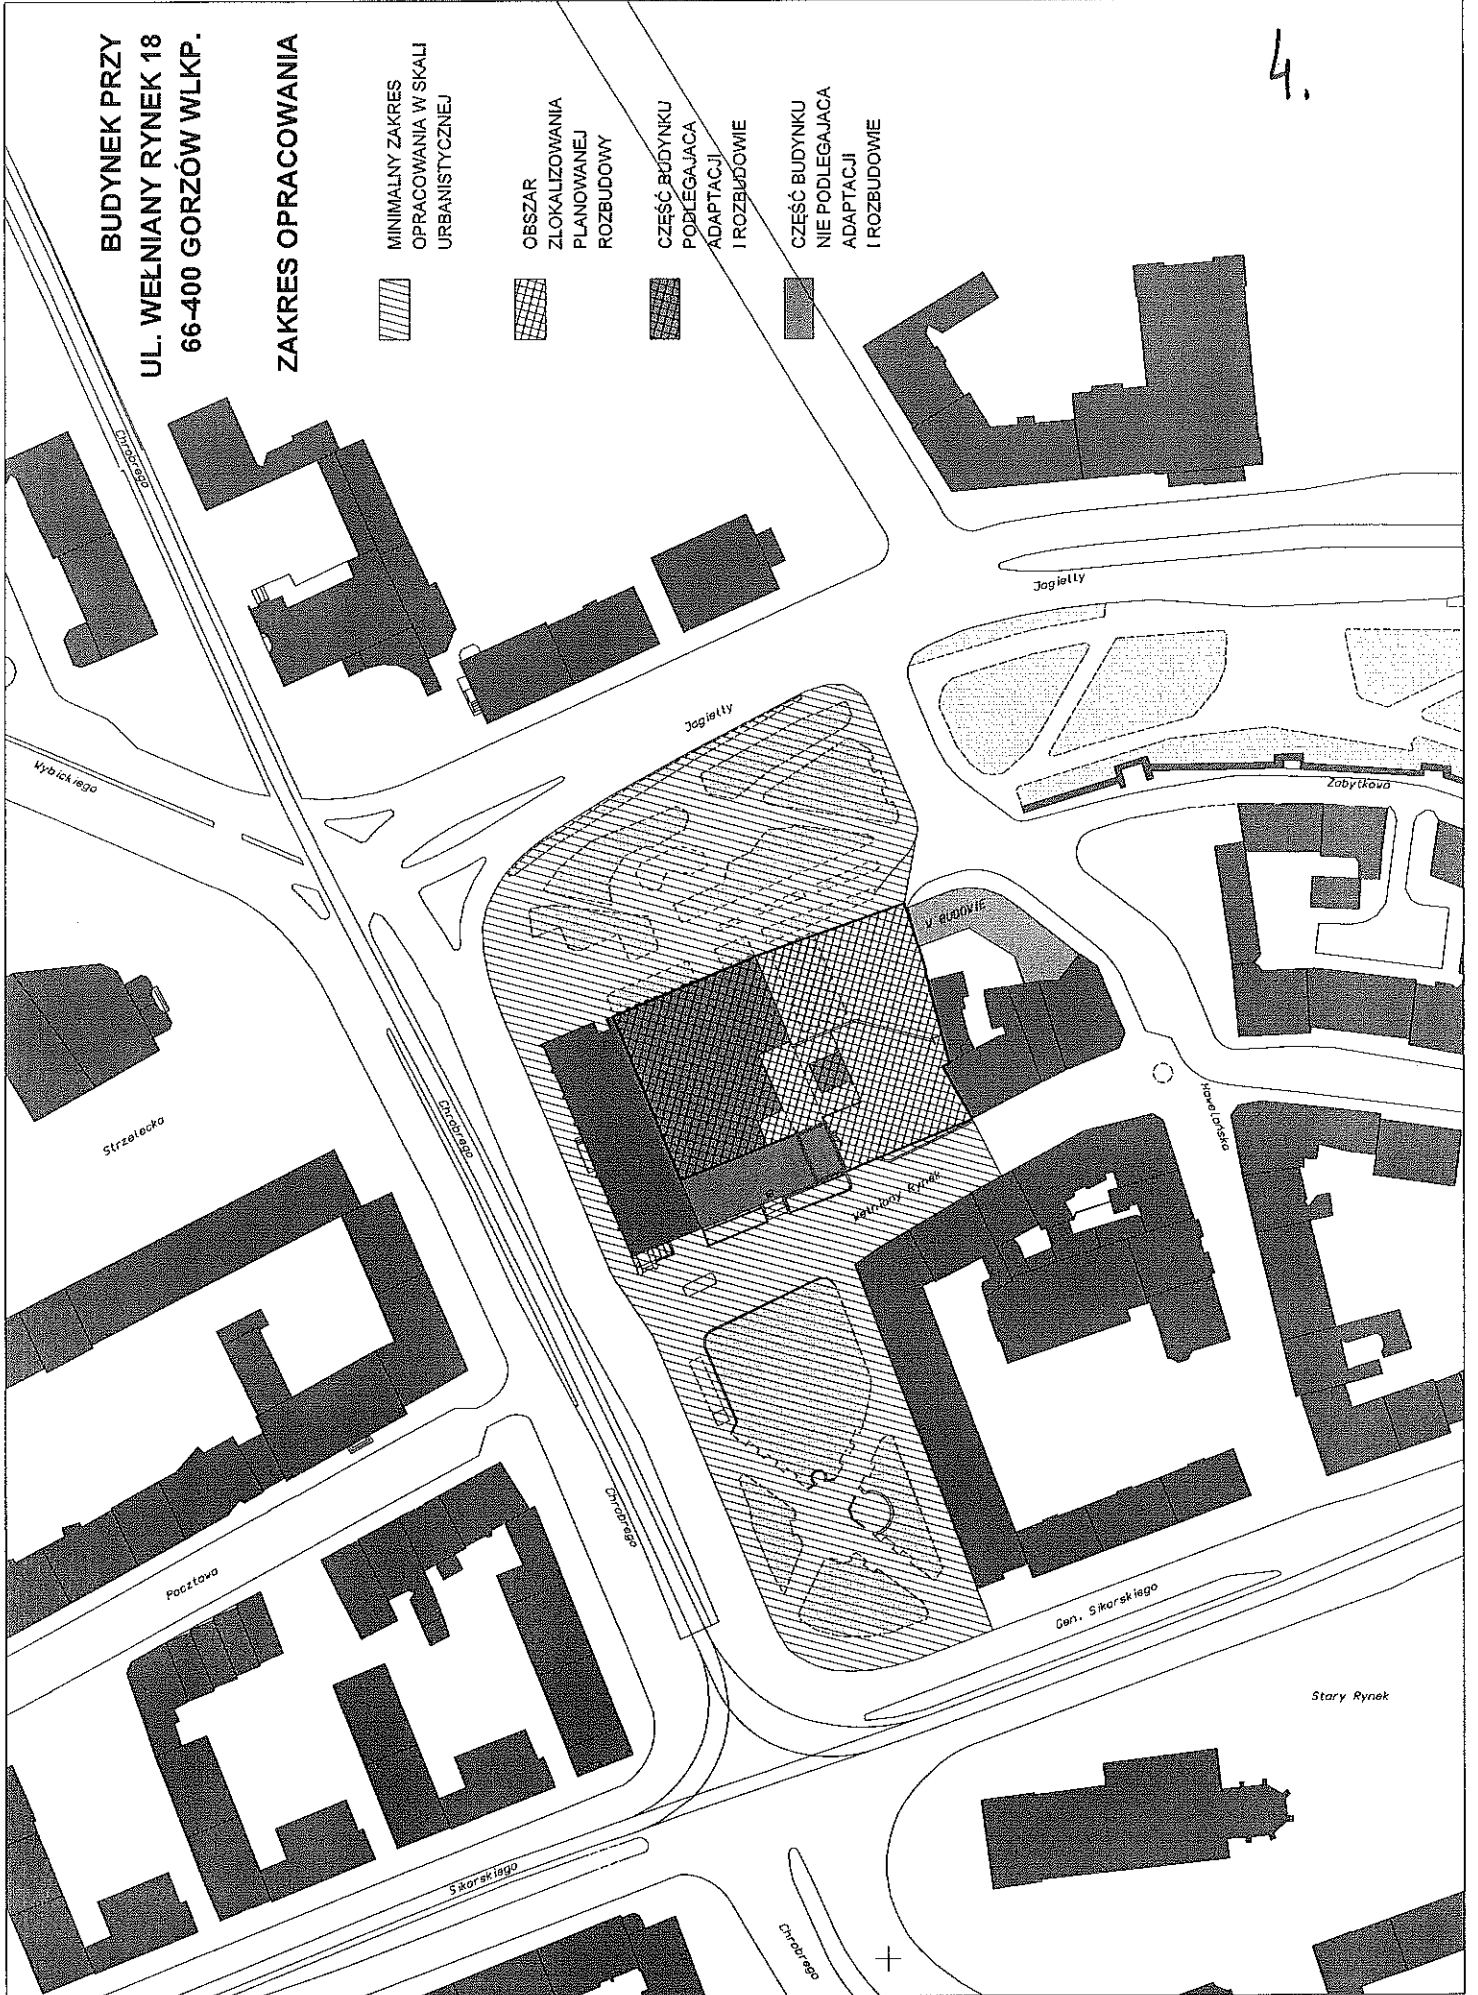 BUDYNEK PRZY
UL. WEŁNIANY RYNEK 18
66-400 GORZÓW WLKP.
ZAKRES OPRACOWANIA
MINIMALNY ZAKRES
OPRACOWANIA W SKALI
URBANISTYCZNEJ
OBSZAR
ZLOKALIZOWANIA
PLANOWANEJ
ROZBUDOWY
CZĘŚĆ BUDYNKU
PODLEGAJACA
ADAPTACJI
I ROZBUDOWIE
CZĘŚĆ BUDYNKU
NIE PODLEGAJACA
ADAPTACJI
I ROZBUDOWIE
4.
Chrobrego
Wybickiego
Jagiełły
Jagiełły
Zabytkowa
W BUDOWIE
Strzelecka
Chrobrego
Wełniany Rynek
Hawelańska
Chrobrego
Pocztowa
Gen. Sikorskiego
Stary Rynek
Sikorskiego
Chrobrego